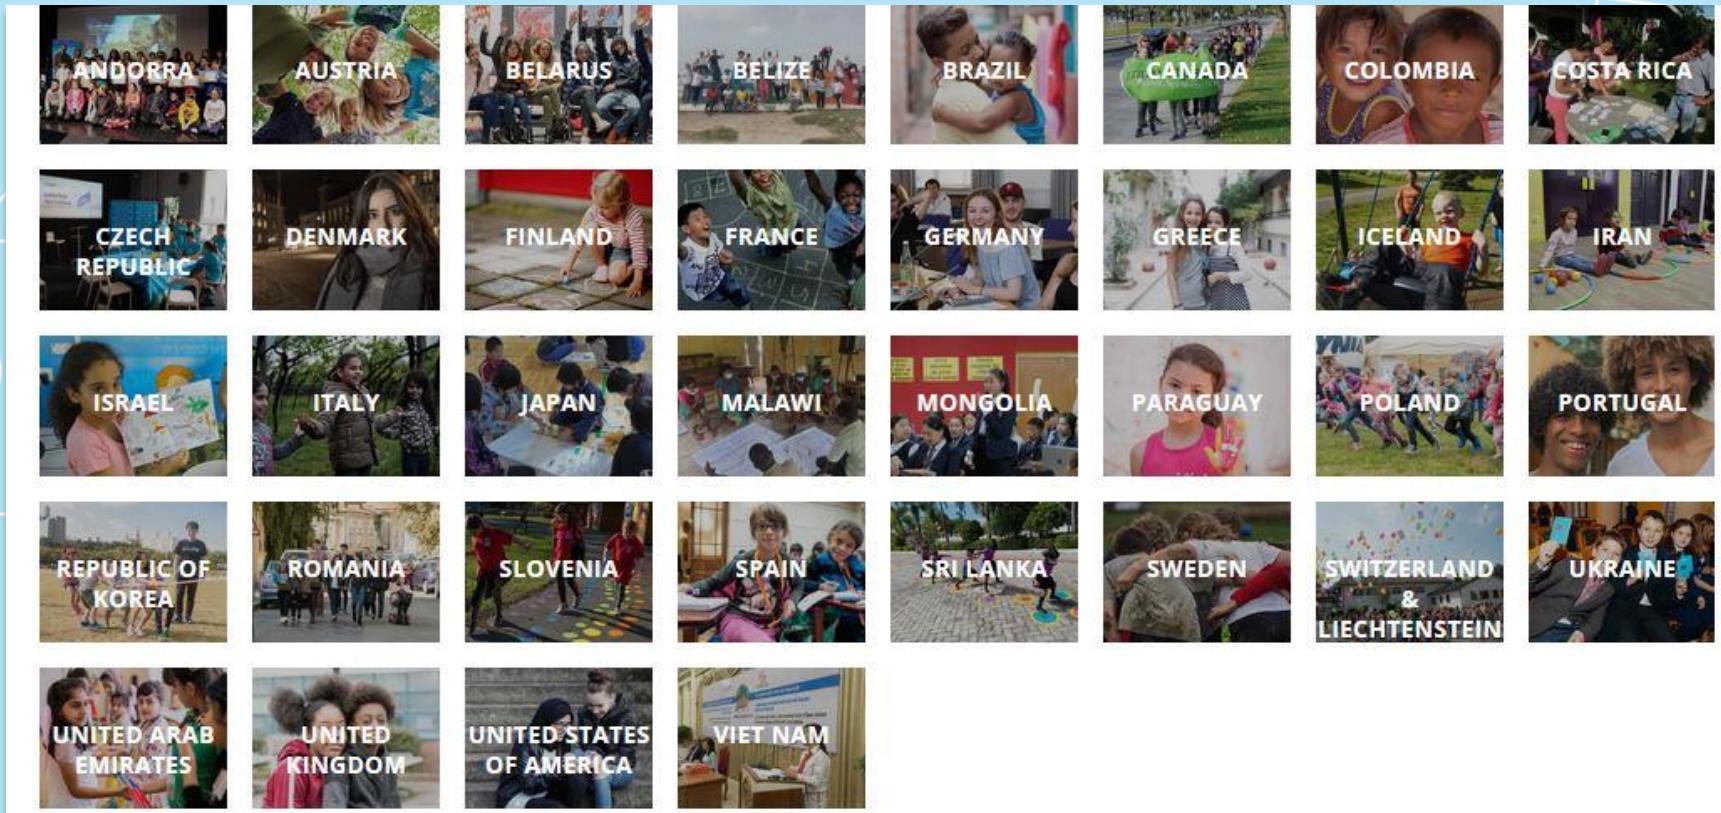 ANDORRA
AUSTRIA
BELARUS
BELIZE
BRAZIL
CANADA
COLOMBIA
COSTA RICA
CZECH
REPUBLIC
DENMARK
FINLAND
FRANCE
GERMANY
GREECE
ICELAND
IRAN
ISRAEL
ITALY
JAPAN
MALAWI
MONGOLIA
PARAGUAY
POLAND
PORTUGAL
REPUBLIC OF
KOREA
ROMANIA
SLOVENIA
SPAIN
SRI LANKA
SWEDEN
SWITZERLAND
&
LIECHTENSTEIN
UKRAINE
UNITED ARAB
EMIRATES
UNITED
KINGDOM
UNITED STATES
OF AMERICA
VIET NAM